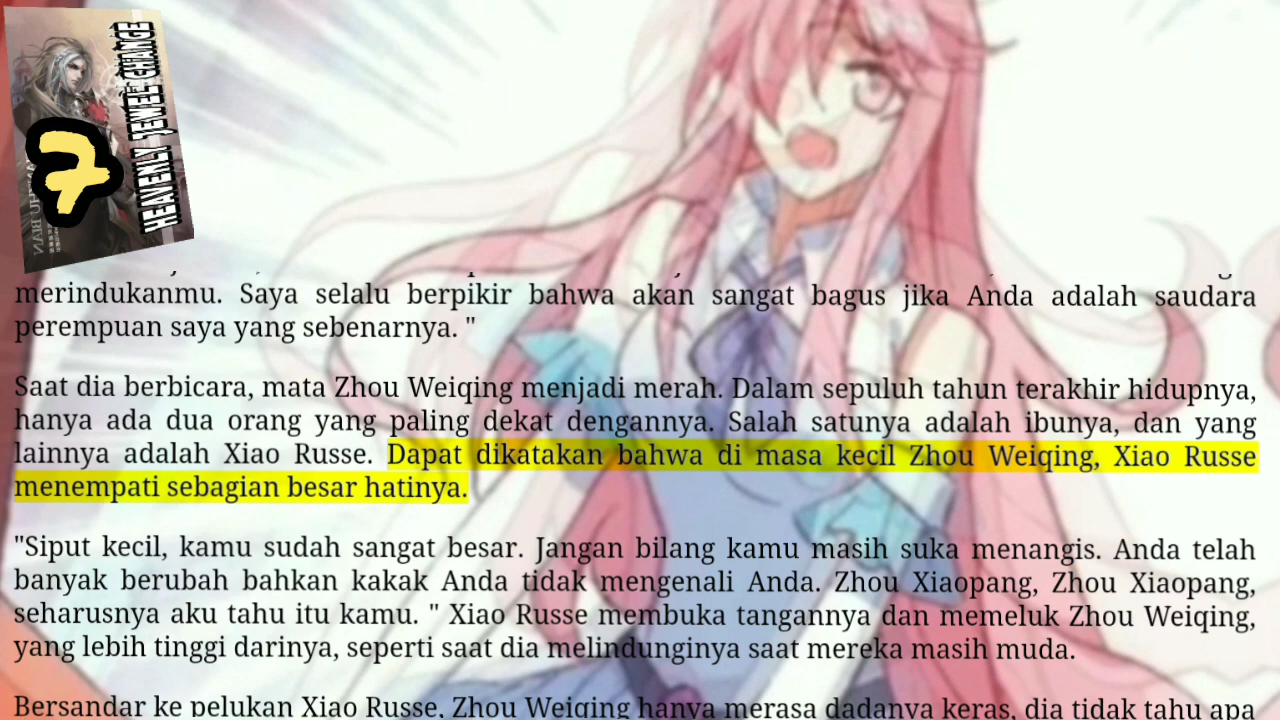 HEAVENLY JEWEL CHANGE
7
merindukanmu. Saya selalu berpikir bahwa akan sangat bagus jika Anda adalah saudara
perempuan saya yang sebenarnya. "
Saat dia berbicara, mata Zhou Weiqing menjadi merah. Dalam sepuluh tahun terakhir hidupnya,
hanya ada dua orang yang paling dekat dengannya. Salah satunya adalah ibunya, dan yang
lainnya adalah Xiao Russe. Dapat dikatakan bahwa di masa kecil Zhou Weiqing, Xiao Russe
menempati sebagian besar hatinya.
"Siput kecil, kamu sudah sangat besar. Jangan bilang kamu masih suka menangis. Anda telah
banyak berubah bahkan kakak Anda tidak mengenali Anda. Zhou Xiaopang, Zhou Xiaopang,
seharusnya aku tahu itu kamu. " Xiao Russe membuka tangannya dan memeluk Zhou Weiqing,
yang lebih tinggi darinya, seperti saat dia melindunginya saat mereka masih muda.
Bersandar ke pelukan Xiao Russe, Zhou Weiqing hanya merasa dadanya keras, dia tidak tahu apa